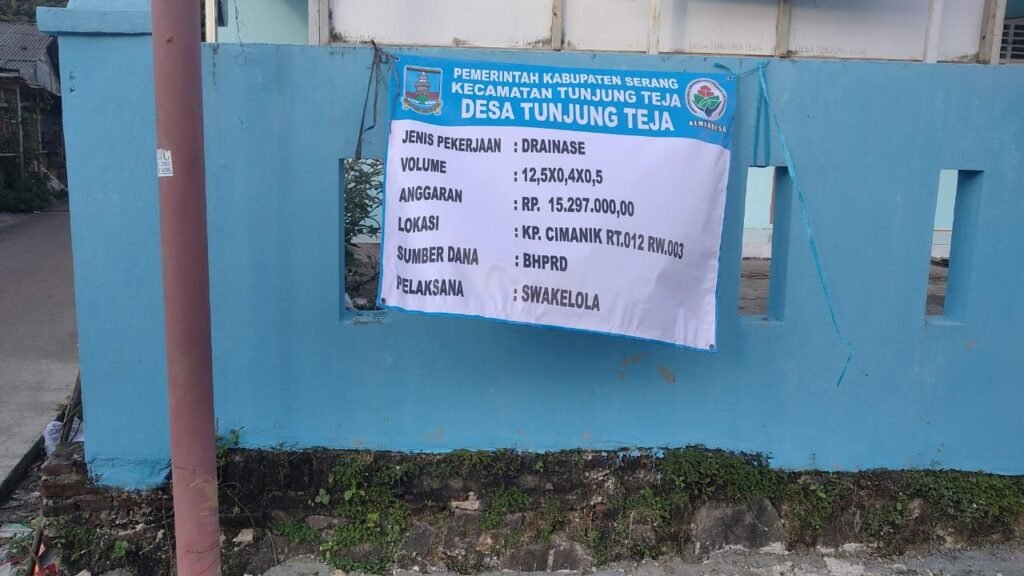 PEMERINTAH KABUPATEN SERANG
KECAMATAN TUNJUNG TEJA
DESA TUNJUNG TEJA
KEMENDESA
JENIS PEKERJAAN : DRAINASE
VOLUME : 12,5X0,4X0,5
ANGGARAN : RP. 15.297.000,00
LOKASI : KP. CIMANIK RT.012 RW.003
SUMBER DANA : BHPRD
PELAKSANA : SWAKELOLA